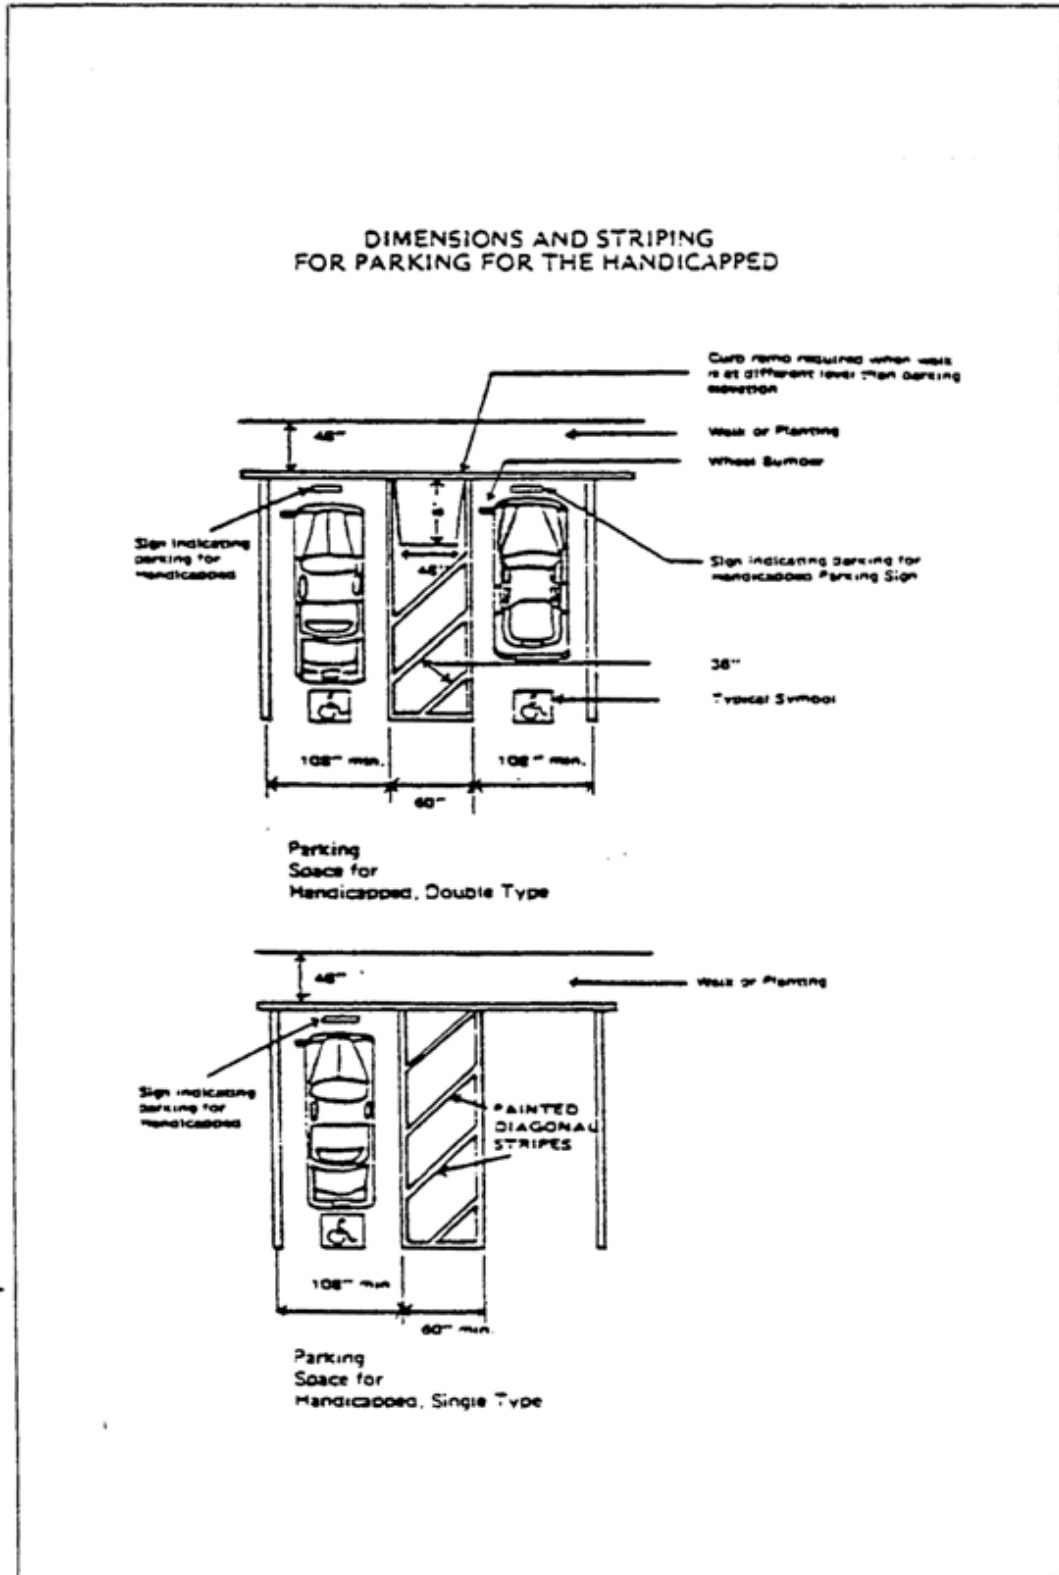 DIMENSIONS AND STRIPING
FOR PARKING FOR THE HANDICAPPED
Curb ramp required when walk
is at different level than parking
elevation
48"
Walk or Planting
Wheel Bumper
Sign indicating
parking for
Handicapped
48"
Sign indicating parking for
Handicapped Parking Sign
36"
Typical Symbol
108" min.
108" min.
60"
Parking
Space for
Handicapped, Double Type
48"
Walk or Planting
Sign indicating
parking for
Handicapped
PAINTED
DIAGONAL
STRIPES
108" min
60" min.
Parking
Space for
Handicapped, Single Type